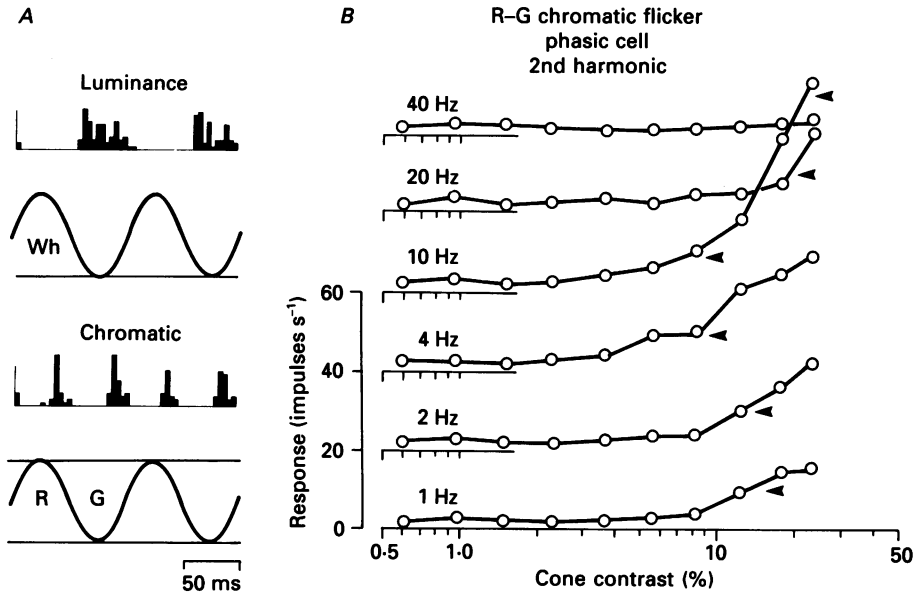 A
Luminance
Wh
Chromatic
R G
50 ms
B
R–G chromatic flicker
phasic cell
2nd harmonic
40 Hz
20 Hz
10 Hz
4 Hz
2 Hz
1 Hz
Response (impulses s⁻¹)
60
40
20
0
0·5 1·0 10 50
Cone contrast (%)